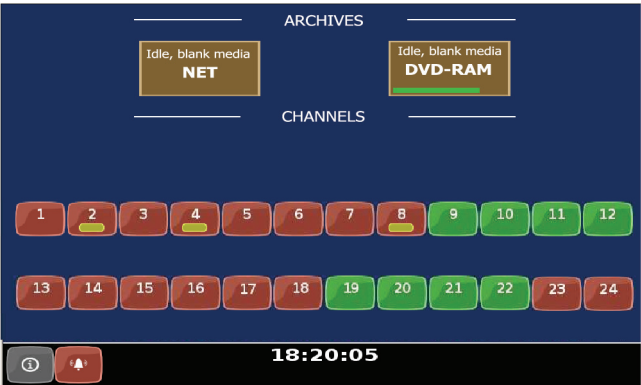 ARCHIVES
Idle, blank media
NET
Idle, blank media
DVD-RAM
CHANNELS
1 2 3 4 5 6 7 8 9 10 11 12
13 14 15 16 17 18 19 20 21 22 23 24
18:20:05